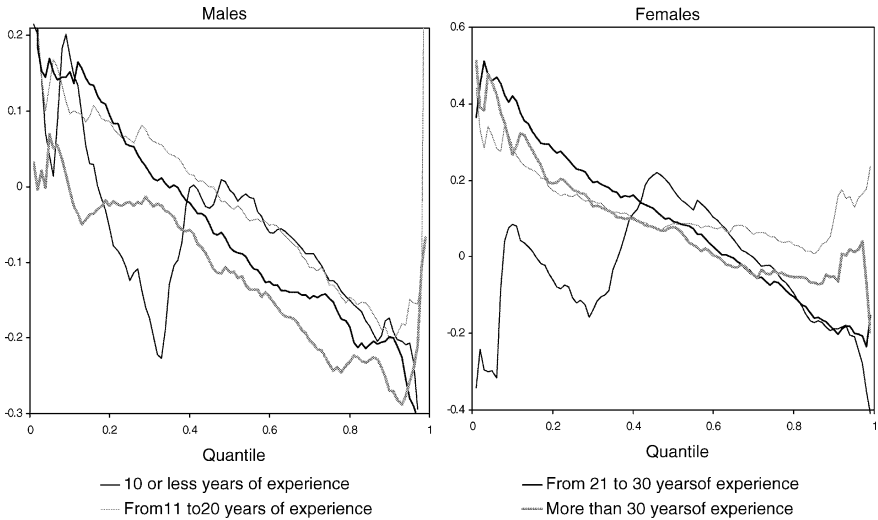 Males
Females
0.2
0.1
0
-0.1
-0.2
-0.3
0 0.2 0.4 0.6 0.8 1
Quantile
0.6
0.4
0.2
0
-0.2
-0.4
0 0.2 0.4 0.6 0.8 1
Quantile
10 or less years of experience
From11 to20 years of experience
From 21 to 30 yearsof experience
More than 30 yearsof experience